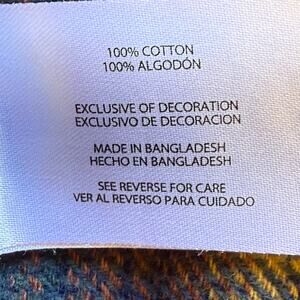 100% COTTON
100% ALGODÓN
EXCLUSIVE OF DECORATION
EXCLUSIVO DE DECORACION
MADE IN BANGLADESH
HECHO EN BANGLADESH
SEE REVERSE FOR CARE
VER AL REVERSO PARA CUIDADO